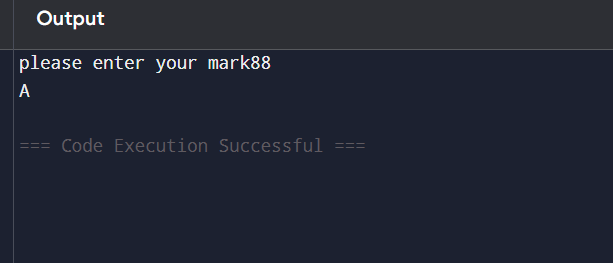 Output
please enter your mark88
A
=== Code Execution Successful ===